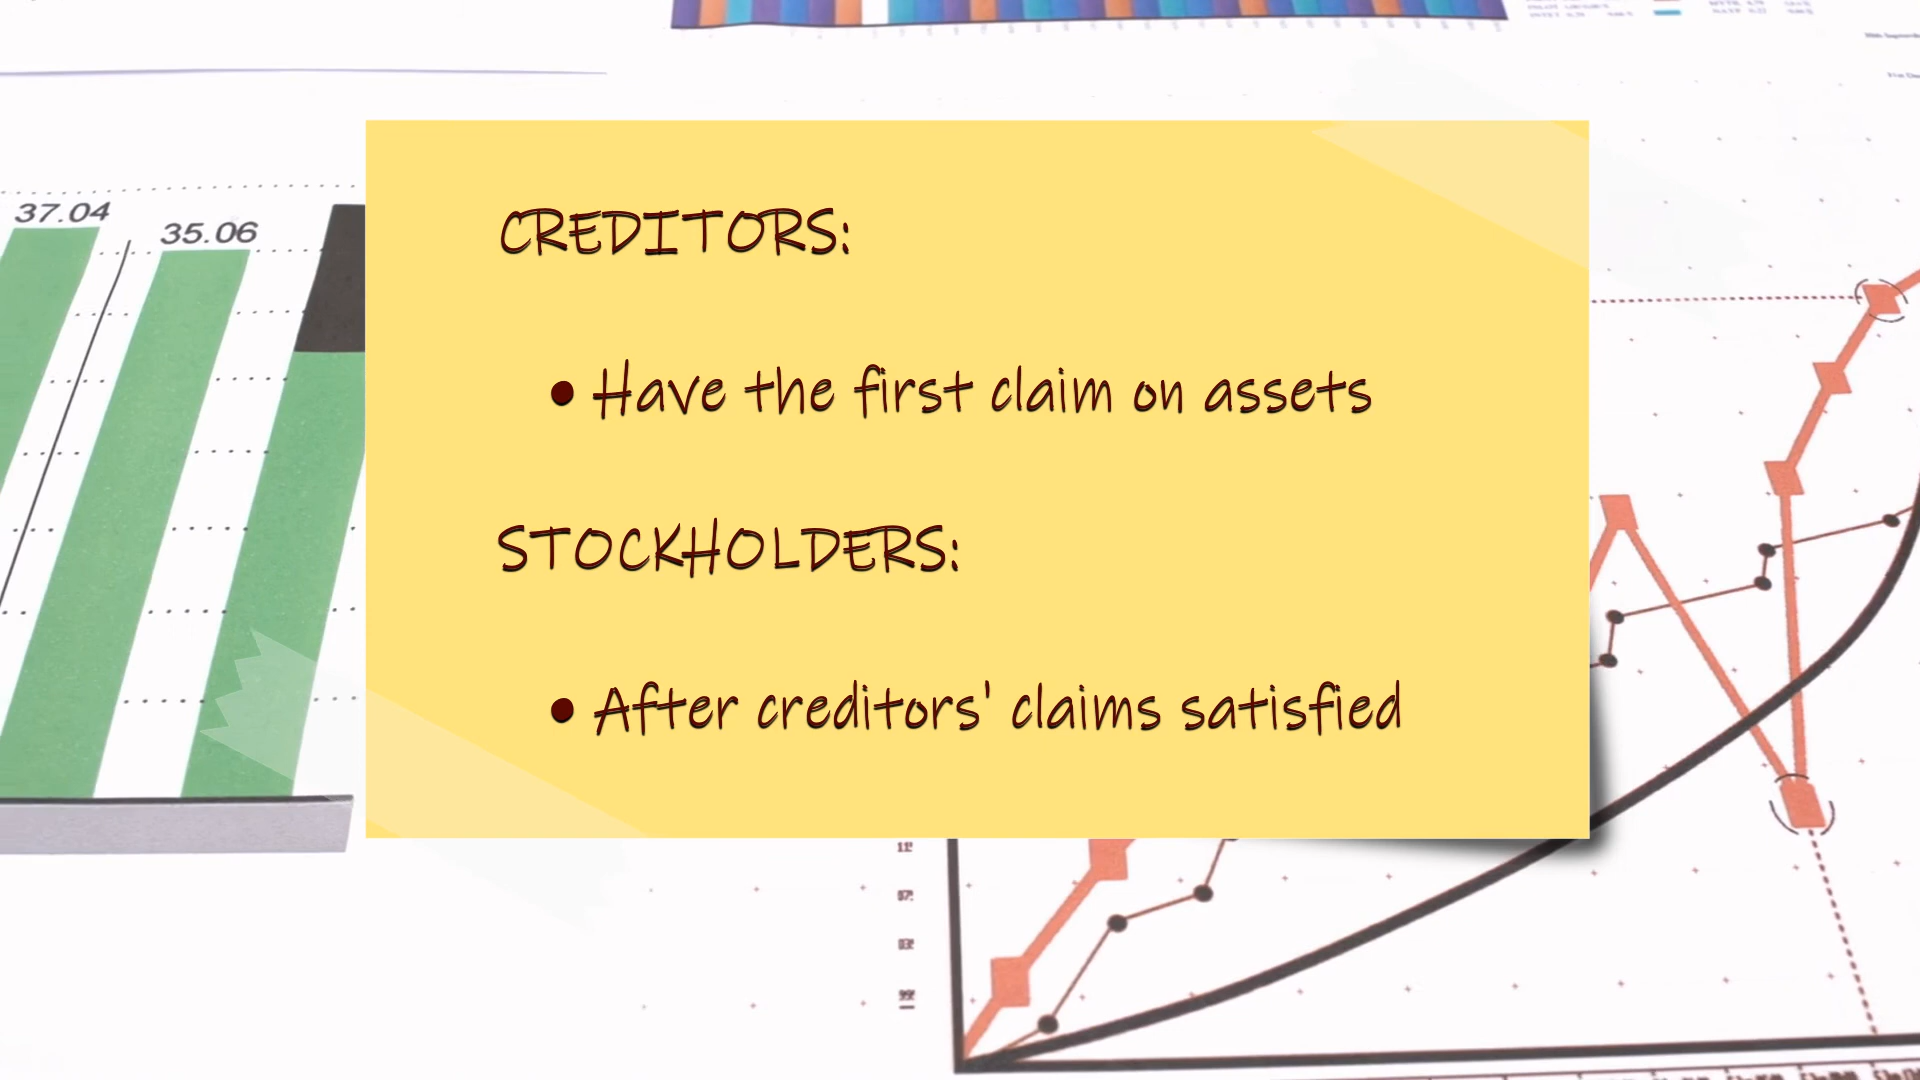 37.04
35.06
CREDITORS:
• Have the first claim on assets
STOCKHOLDERS:
• After creditors' claims satisfied